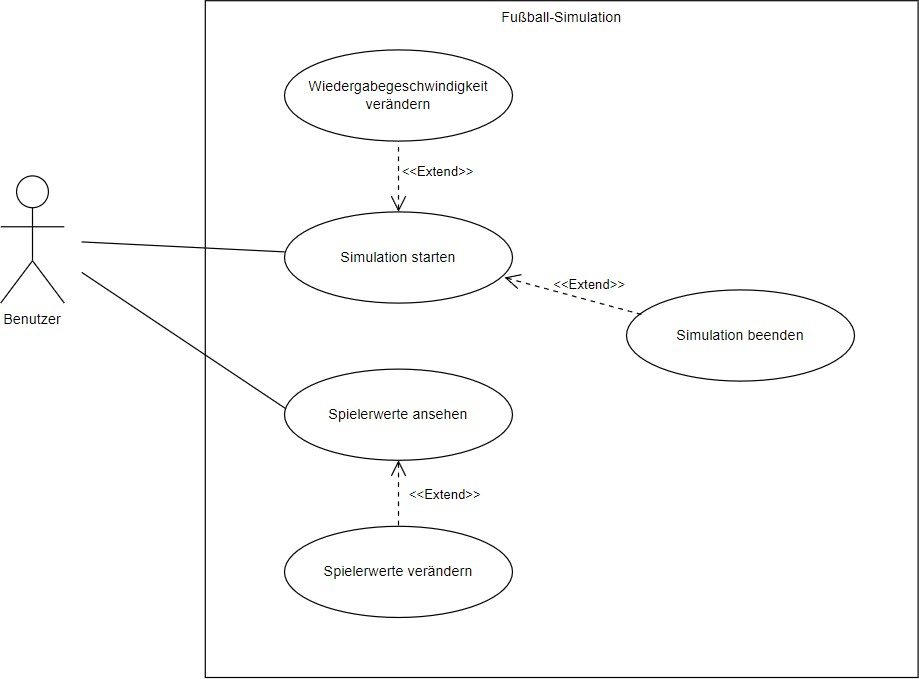 Fußball-Simulation
Wiedergabegeschwindigkeit
verändern
<<Extend>>
Simulation starten
<<Extend>>
Benutzer
Simulation beenden
Spielerwerte ansehen
<<Extend>>
Spielerwerte verändern